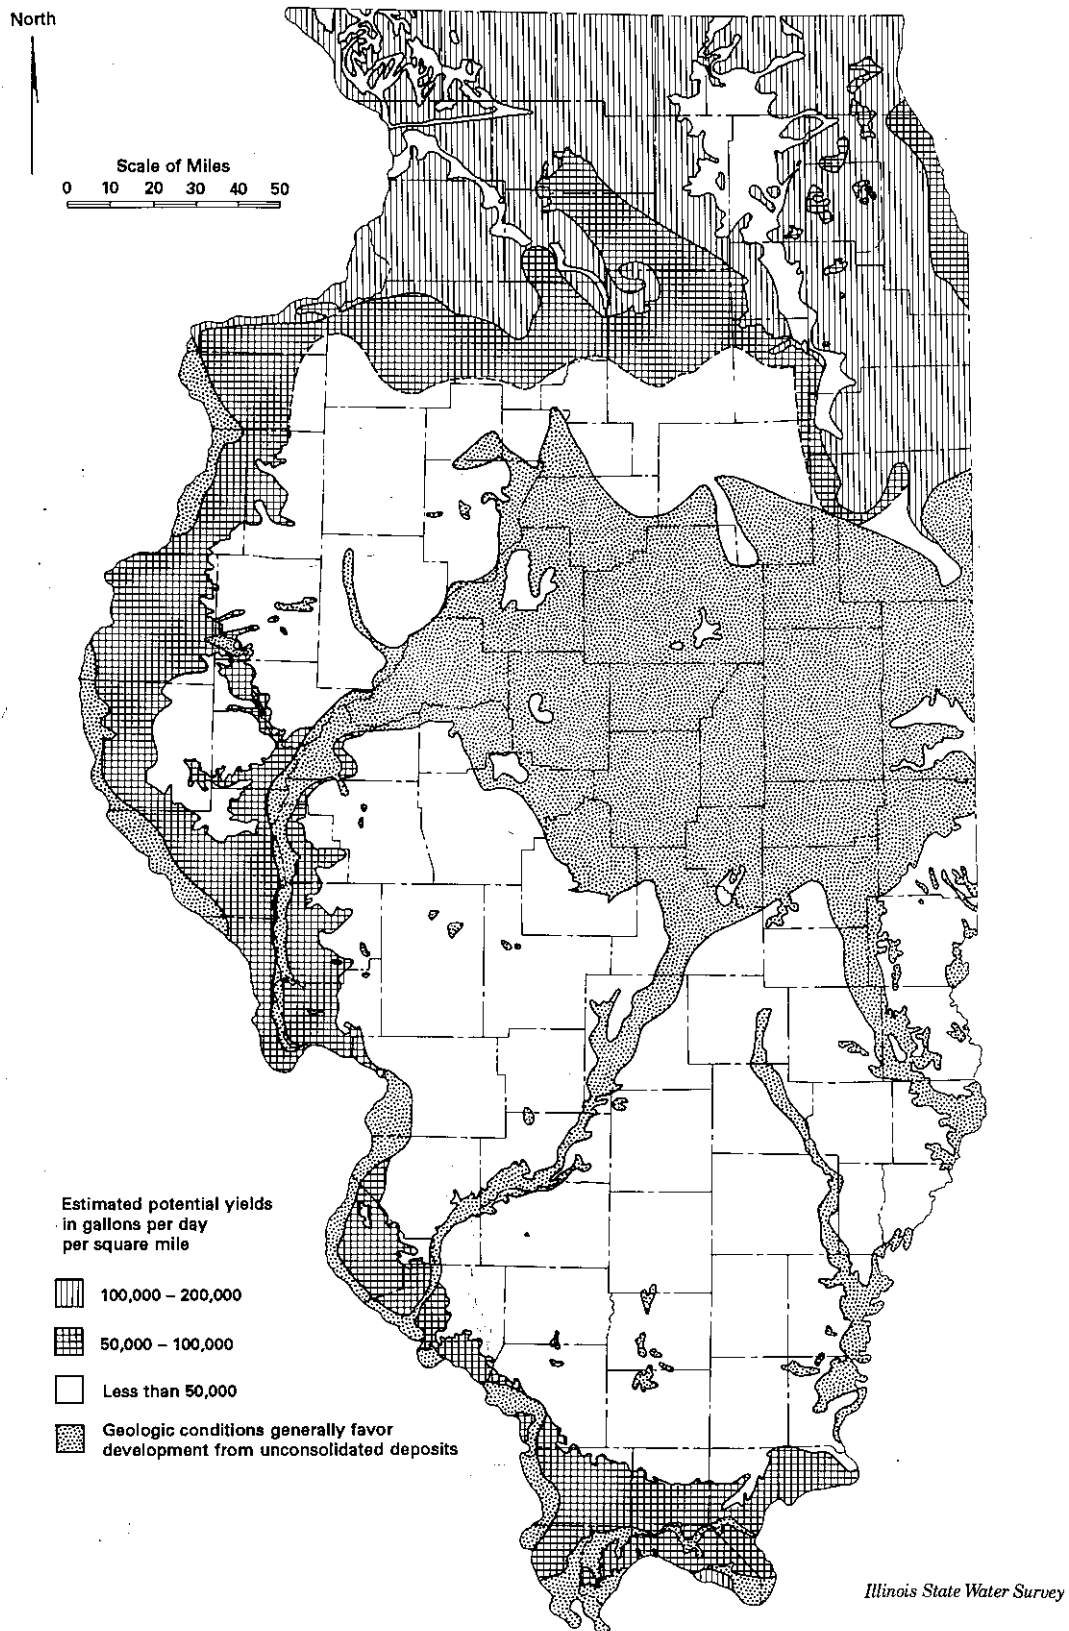 North
Scale of Miles
0 10 20 30 40 50
Estimated potential yields
in gallons per day
per square mile
100,000 – 200,000
50,000 – 100,000
Less than 50,000
Geologic conditions generally favor
development from unconsolidated deposits
Illinois State Water Survey